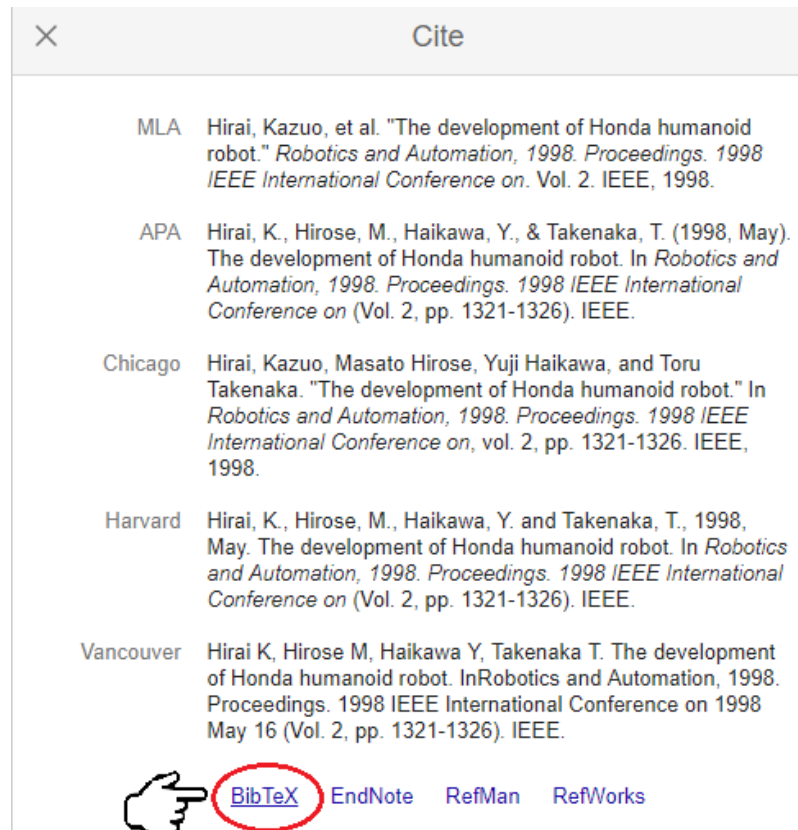 Cite
MLA Hirai, Kazuo, et al. "The development of Honda humanoid
robot." Robotics and Automation, 1998. Proceedings. 1998
IEEE International Conference on. Vol. 2. IEEE, 1998.
APA Hirai, K., Hirose, M., Haikawa, Y., & Takenaka, T. (1998, May).
The development of Honda humanoid robot. In Robotics and
Automation, 1998. Proceedings. 1998 IEEE International
Conference on (Vol. 2, pp. 1321-1326). IEEE.
Chicago Hirai, Kazuo, Masato Hirose, Yuji Haikawa, and Toru
Takenaka. "The development of Honda humanoid robot." In
Robotics and Automation, 1998. Proceedings. 1998 IEEE
International Conference on, vol. 2, pp. 1321-1326. IEEE,
1998.
Harvard Hirai, K., Hirose, M., Haikawa, Y. and Takenaka, T., 1998,
May. The development of Honda humanoid robot. In Robotics
and Automation, 1998. Proceedings. 1998 IEEE International
Conference on (Vol. 2, pp. 1321-1326). IEEE.
Vancouver Hirai K, Hirose M, Haikawa Y, Takenaka T. The development
of Honda humanoid robot. InRobotics and Automation, 1998.
Proceedings. 1998 IEEE International Conference on 1998
May 16 (Vol. 2, pp. 1321-1326). IEEE.
BibTeX EndNote RefMan RefWorks